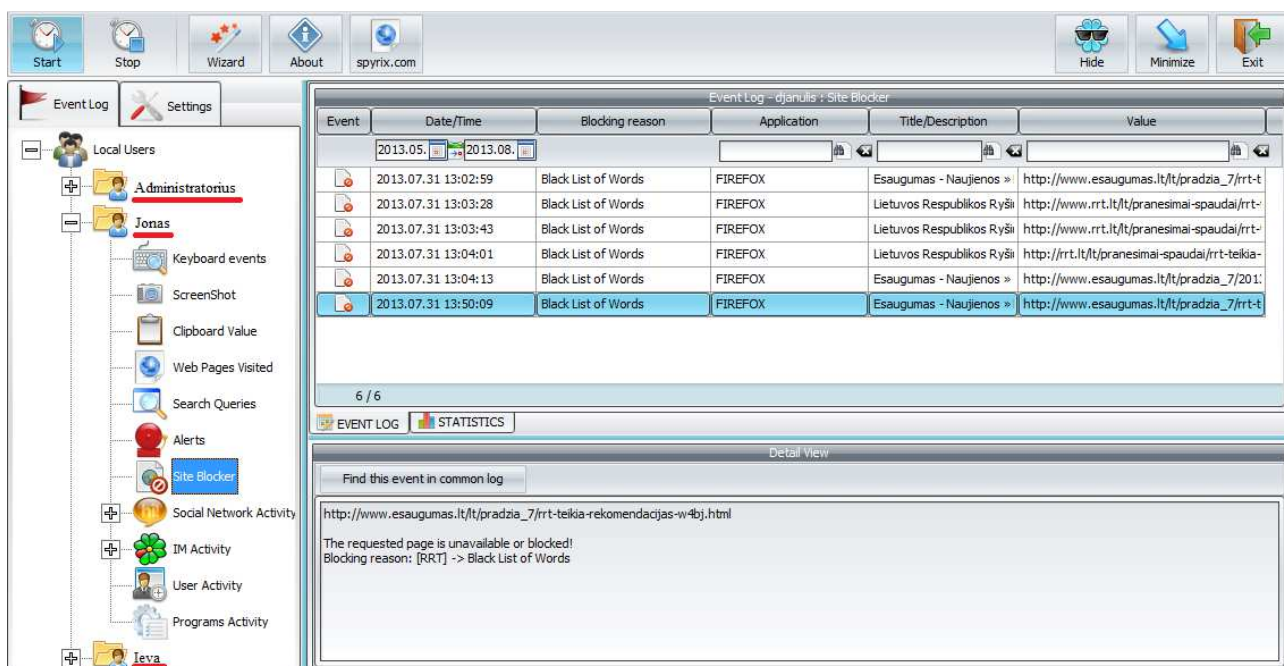 Start Stop Wizard About spyrix.com Hide Minimize Exit
Event Log Settings
Local Users
Administratorius
Jonas
Keyboard events
ScreenShot
Clipboard Value
Web Pages Visited
Search Queries
Alerts
Site Blocker
Social Network Activity
IM Activity
User Activity
Programs Activity
Ieva
Event Log - djanulis : Site Blocker
Event Date/Time Blocking reason Application Title/Description Value
2013.05. 2013.08.
2013.07.31 13:02:59 Black List of Words FIREFOX Esaugumas - Naujienos » http://www.esaugumas.lt/lt/pradzia_7/rrt-t
2013.07.31 13:03:28 Black List of Words FIREFOX Lietuvos Respublikos Ryši http://www.rrt.lt/lt/pranesimai-spaudai/rrt-
2013.07.31 13:03:43 Black List of Words FIREFOX Lietuvos Respublikos Ryši http://www.rrt.lt/lt/pranesimai-spaudai/rrt-
2013.07.31 13:04:01 Black List of Words FIREFOX Lietuvos Respublikos Ryši http://rrt.lt/lt/pranesimai-spaudai/rrt-teikia-
2013.07.31 13:04:13 Black List of Words FIREFOX Esaugumas - Naujienos » http://www.esaugumas.lt/lt/pradzia_7/201
2013.07.31 13:50:09 Black List of Words FIREFOX Esaugumas - Naujienos » http://www.esaugumas.lt/lt/pradzia_7/rrt-t
6 / 6
EVENT LOG STATISTICS
Detail View
Find this event in common log
http://www.esaugumas.lt/lt/pradzia_7/rrt-teikia-rekomendacijas-w4bj.html
The requested page is unavailable or blocked!
Blocking reason: [RRT] -> Black List of Words